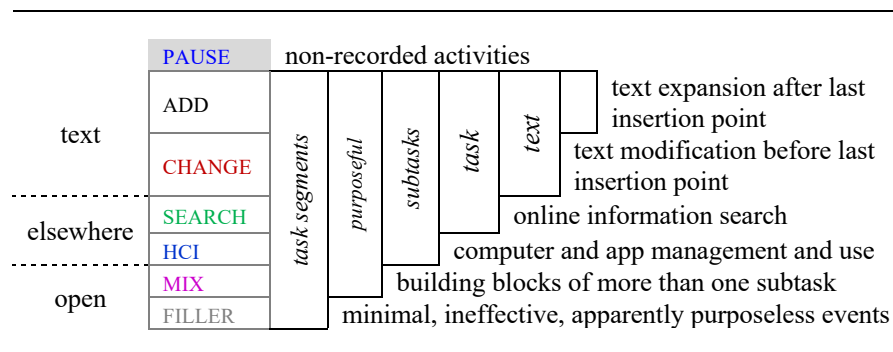 PAUSE non-recorded activities
text expansion after last
ADD
insertion point
text
text modification before last
CHANGE
insertion point
task segments
purposeful
subtasks
task
text
SEARCH online information search
elsewhere
HCI computer and app management and use
MIX building blocks of more than one subtask
open
FILLER minimal, ineffective, apparently purposeless events